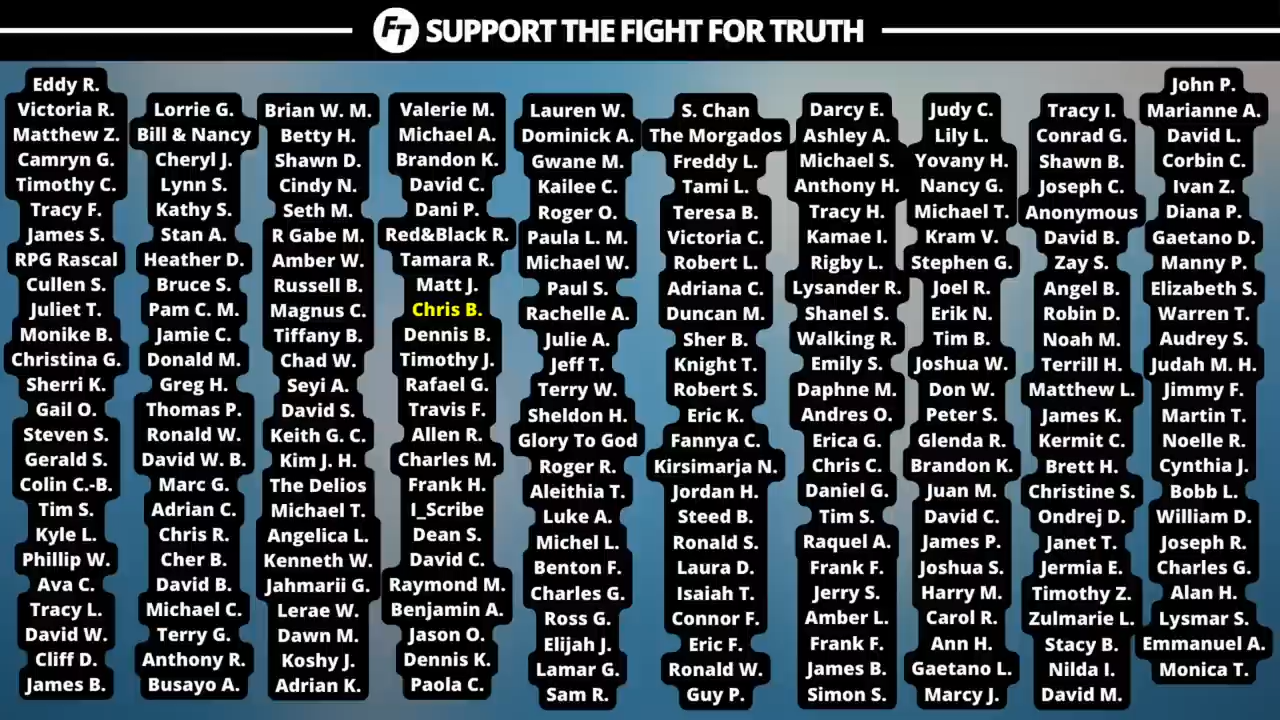 FT SUPPORT THE FIGHT FOR TRUTH
Eddy R.
Victoria R.
Matthew Z.
Camryn G.
Timothy C.
Tracy F.
James S.
RPG Rascal
Cullen S.
Juliet T.
Monike B.
Christina G.
Sherri K.
Gail O.
Steven S.
Gerald S.
Colin C.-B.
Tim S.
Kyle L.
Phillip W.
Ava C.
Tracy L.
David W.
Cliff D.
James B.
Lorrie G.
Bill & Nancy
Cheryl J.
Lynn S.
Kathy S.
Stan A.
Heather D.
Bruce S.
Pam C. M.
Jamie C.
Donald M.
Greg H.
Thomas P.
Ronald W.
David W. B.
Marc G.
Adrian C.
Chris R.
Cher B.
David B.
Michael C.
Terry G.
Anthony R.
Busayo A.
Brian W. M.
Betty H.
Shawn D.
Cindy N.
Seth M.
R Gabe M.
Amber W.
Russell B.
Magnus C.
Tiffany B.
Chad W.
Seyi A.
David S.
Keith G. C.
Kim J. H.
The Delios
Michael T.
Angelica L.
Kenneth W.
Jahmarii G.
Lerae W.
Dawn M.
Koshy J.
Adrian K.
Valerie M.
Michael A.
Brandon K.
David C.
Dani P.
Red&Black R.
Tamara R.
Matt J.
Chris B.
Dennis B.
Timothy J.
Rafael G.
Travis F.
Allen R.
Charles M.
Frank H.
I_Scribe
Dean S.
David C.
Raymond M.
Benjamin A.
Jason O.
Dennis K.
Paola C.
Lauren W.
Dominick A.
Gwane M.
Kailee C.
Roger O.
Paula L. M.
Michael W.
Paul S.
Rachelle A.
Julie A.
Jeff T.
Terry W.
Sheldon H.
Glory To God
Roger R.
Aleithia T.
Luke A.
Michel L.
Benton F.
Charles G.
Ross G.
Elijah J.
Lamar G.
Sam R.
S. Chan
The Morgados
Freddy L.
Tami L.
Teresa B.
Victoria C.
Robert L.
Adriana C.
Duncan M.
Sher B.
Knight T.
Robert S.
Eric K.
Fannya C.
Kirsimarja N.
Jordan H.
Steed B.
Ronald S.
Laura D.
Isaiah T.
Connor F.
Eric F.
Ronald W.
Guy P.
Darcy E.
Ashley A.
Michael S.
Anthony H.
Tracy H.
Kamae I.
Rigby L.
Lysander R.
Shanel S.
Walking R.
Emily S.
Daphne M.
Andres O.
Erica G.
Chris C.
Daniel G.
Tim S.
Raquel A.
Frank F.
Jerry S.
Amber L.
Frank F.
James B.
Simon S.
Judy C.
Lily L.
Yovany H.
Nancy G.
Michael T.
Kram V.
Stephen G.
Joel R.
Erik N.
Tim B.
Joshua W.
Don W.
Peter S.
Glenda R.
Brandon K.
Juan M.
David C.
James P.
Joshua S.
Harry M.
Carol R.
Ann H.
Gaetano L.
Marcy J.
Tracy I.
Conrad G.
Shawn B.
Joseph C.
Anonymous
David B.
Zay S.
Angel B.
Robin D.
Noah M.
Terrill H.
Matthew L.
James K.
Kermit C.
Brett H.
Christine S.
Ondrej D.
Janet T.
Jermia E.
Timothy Z.
Zulmarie L.
Stacy B.
Nilda I.
David M.
John P.
Marianne A.
David L.
Corbin C.
Ivan Z.
Diana P.
Gaetano D.
Manny P.
Elizabeth S.
Warren T.
Audrey S.
Judah M. H.
Jimmy F.
Martin T.
Noelle R.
Cynthia J.
Bobb L.
William D.
Joseph R.
Charles G.
Alan H.
Lysmar S.
Emmanuel A.
Monica T.